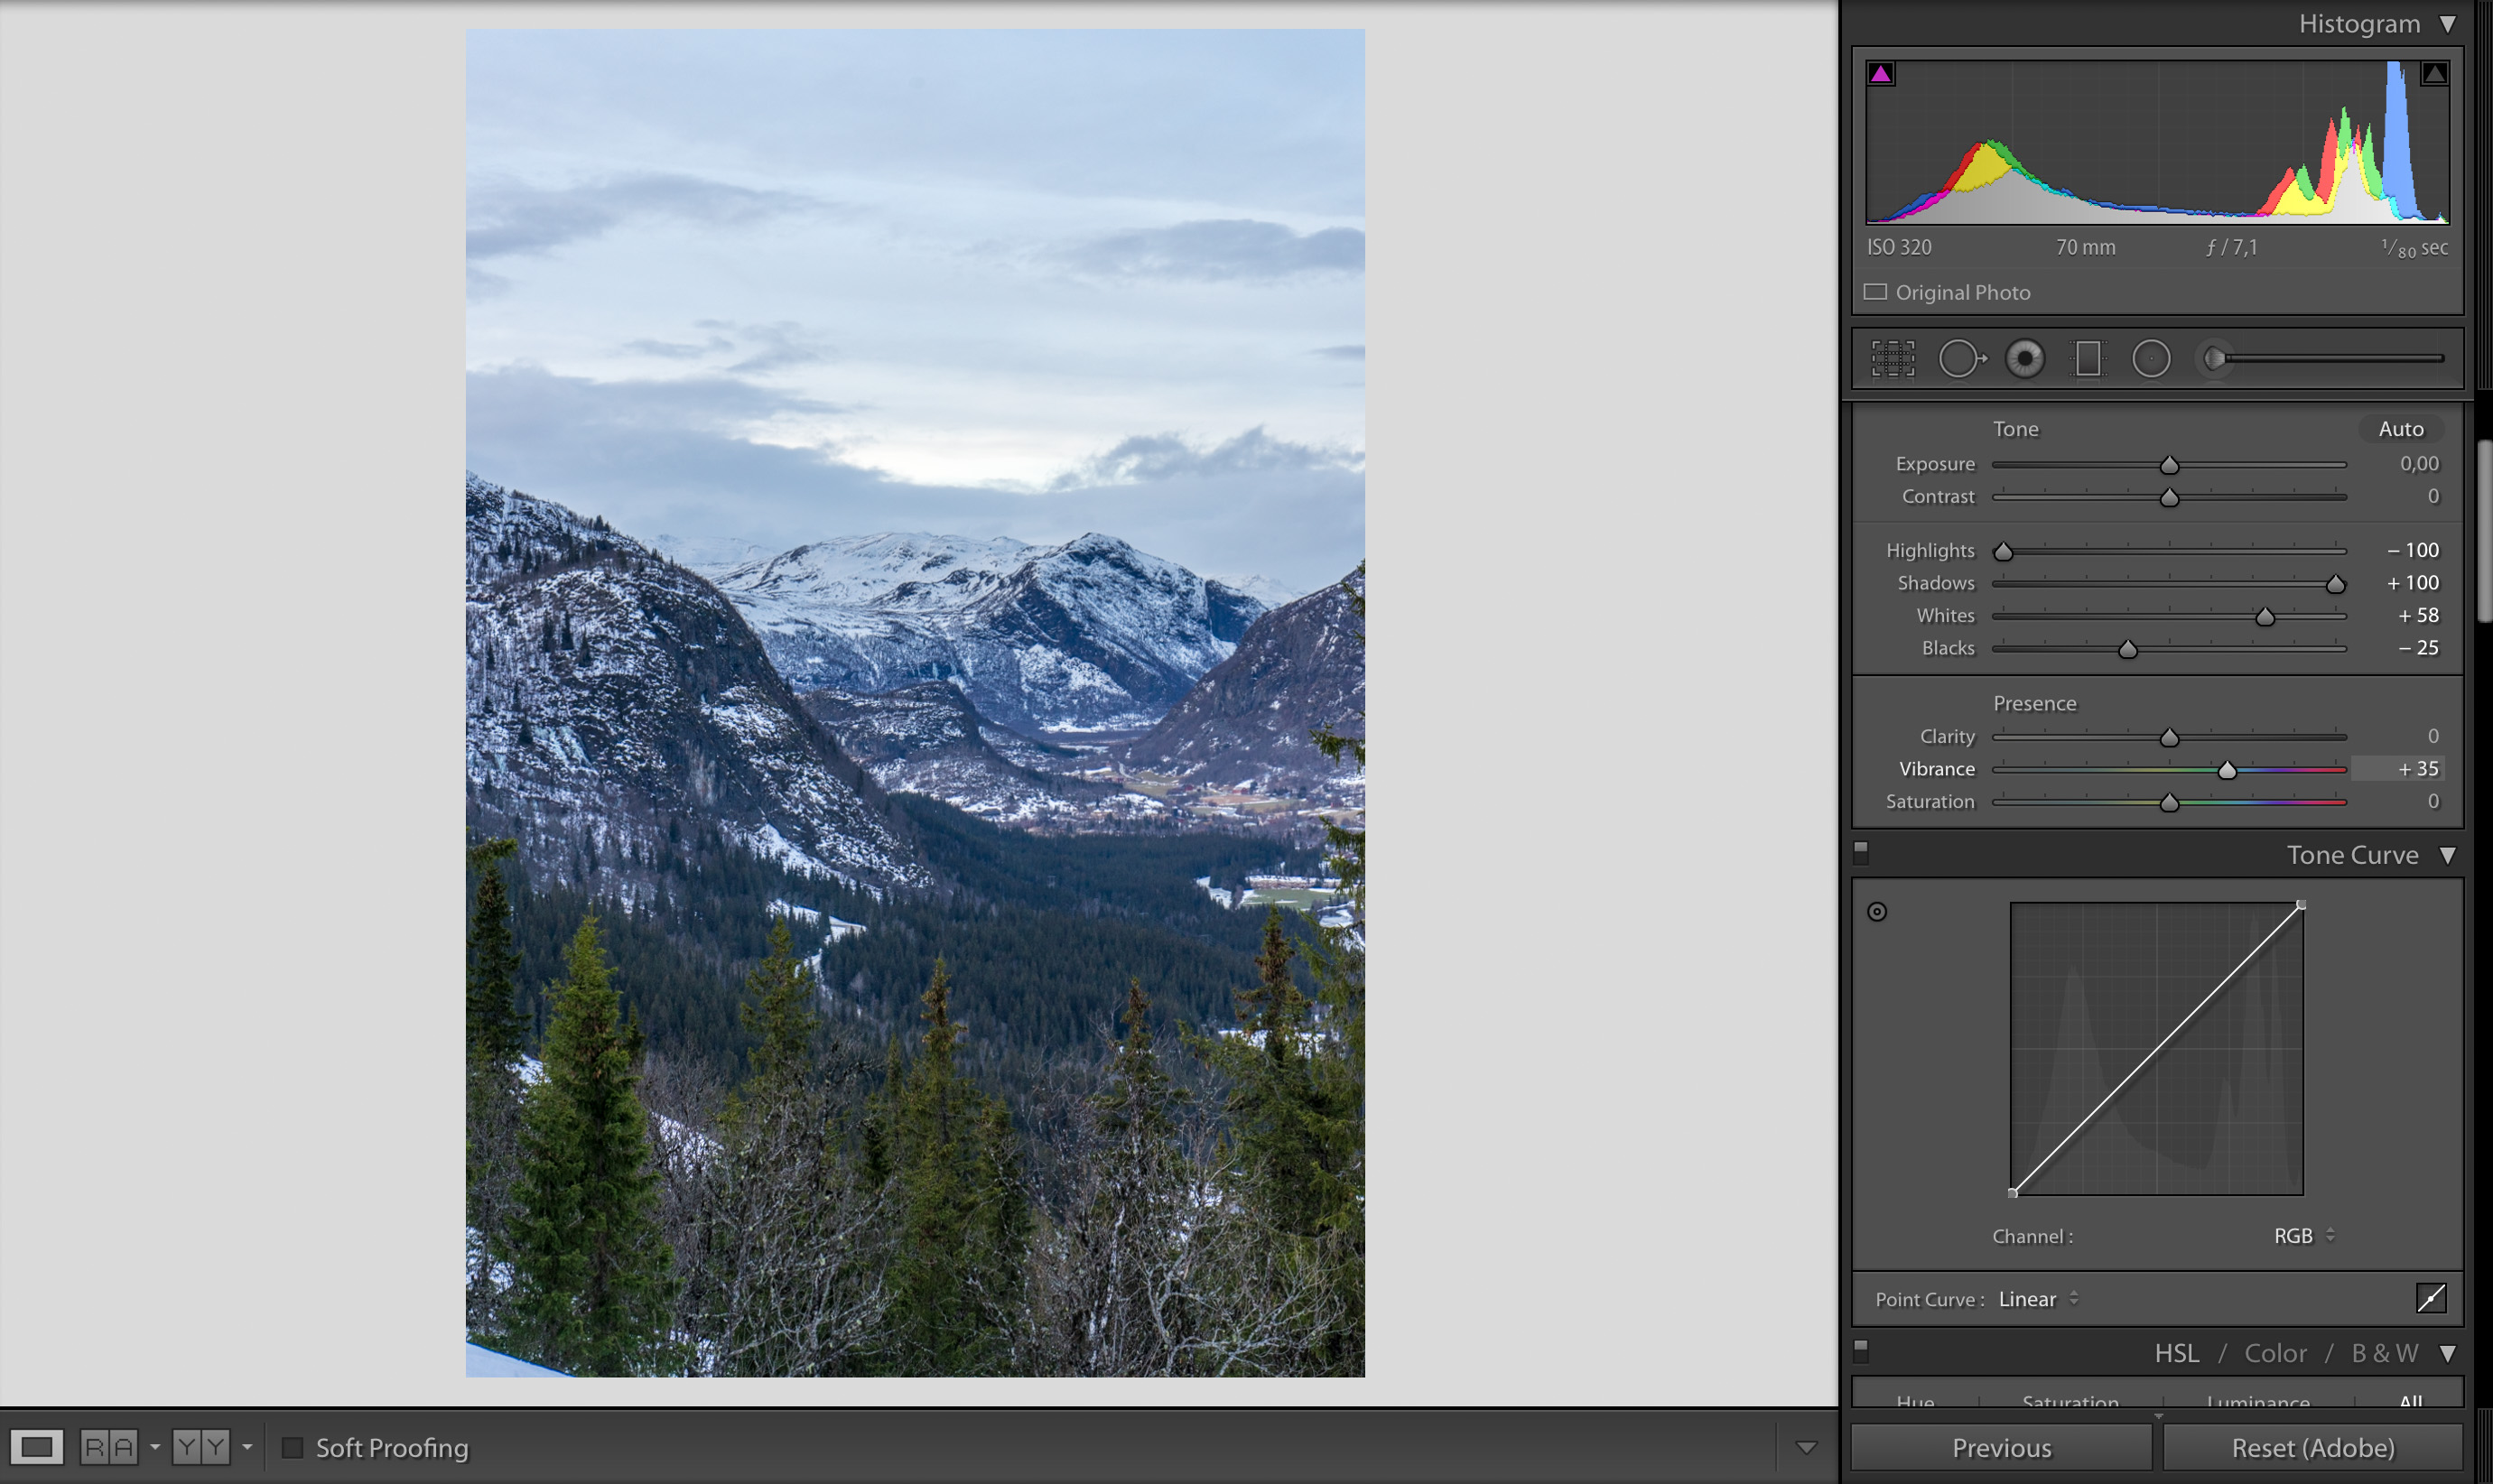 Histogram
ISO 320 70 mm ƒ / 7,1 1/80 sec
Original Photo
Tone Auto
Exposure 0,00
Contrast 0
Highlights – 100
Shadows + 100
Whites + 58
Blacks – 25
Presence
Clarity 0
Vibrance + 35
Saturation 0
Tone Curve
Channel : RGB
Point Curve : Linear
HSL / Color / B & W
Hue Saturation Luminance All
R A Y Y Soft Proofing
Previous Reset (Adobe)